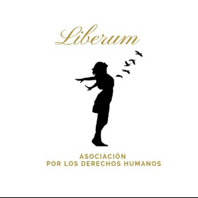 Liberum
ASOCIACIÓN
POR LOS DERECHOS HUMANOS